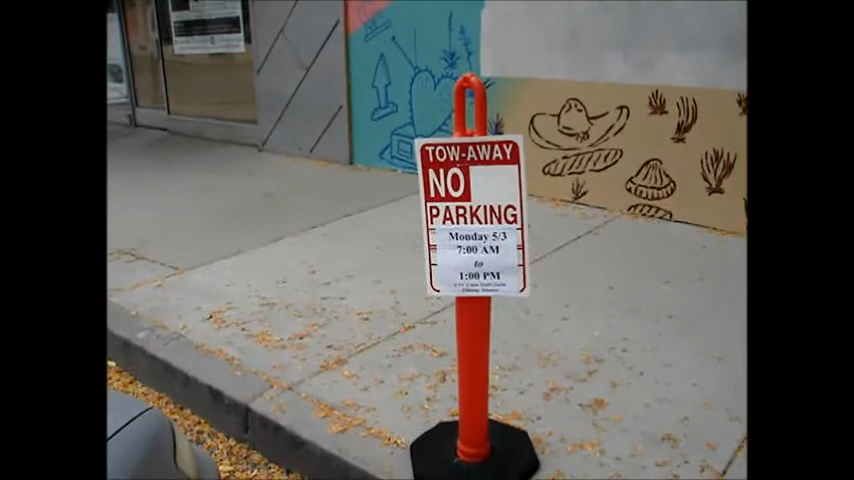 TOW-AWAY
NO
PARKING
Monday 5/3
7:00 AM
to
1:00 PM